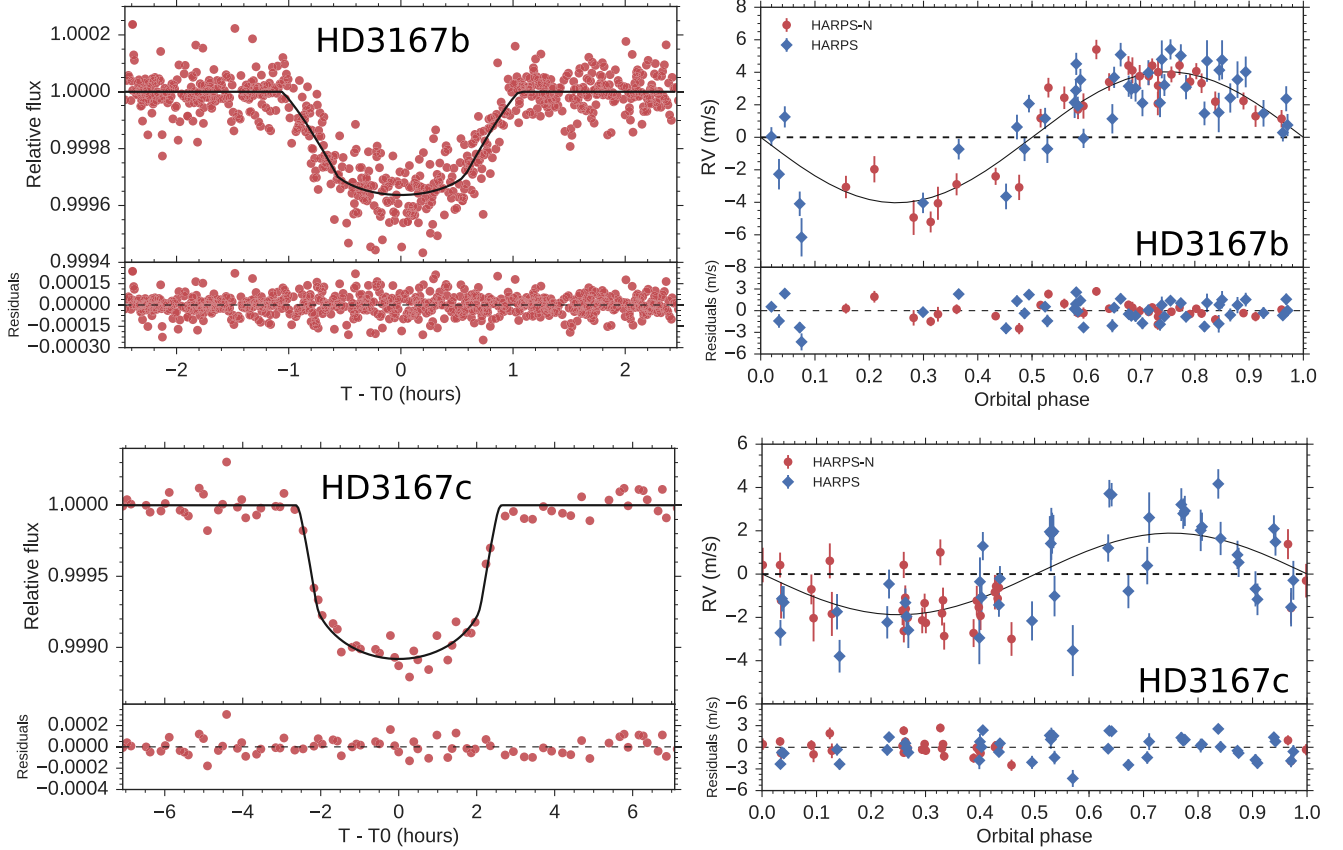 HD3167b
Relative flux
1.0002
1.0000
0.9998
0.9996
0.9994
Residuals
0.00015
0.00000
−0.00015
−0.00030
−2 −1 0 1 2
T - T0 (hours)
HARPS-N
HARPS
RV (m/s)
8
6
4
2
0
−2
−4
−6
−8
HD3167b
Residuals (m/s)
3
0
−3
−6
0.0 0.1 0.2 0.3 0.4 0.5 0.6 0.7 0.8 0.9 1.0
Orbital phase
HD3167c
Relative flux
1.0000
0.9995
0.9990
Residuals
0.0002
0.0000
−0.0002
−0.0004
−6 −4 −2 0 2 4 6
T - T0 (hours)
HARPS-N
HARPS
RV (m/s)
6
4
2
0
−2
−4
−6
HD3167c
Residuals (m/s)
3
0
−3
−6
0.0 0.1 0.2 0.3 0.4 0.5 0.6 0.7 0.8 0.9 1.0
Orbital phase